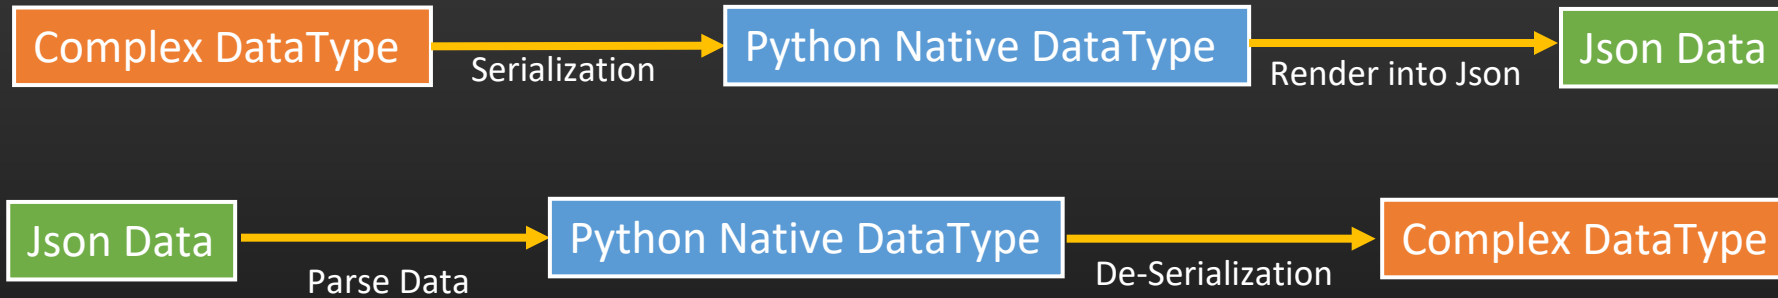 Complex DataType
Serialization
Python Native DataType
Render into Json
Json Data
Json Data
Parse Data
Python Native DataType
De-Serialization
Complex DataType